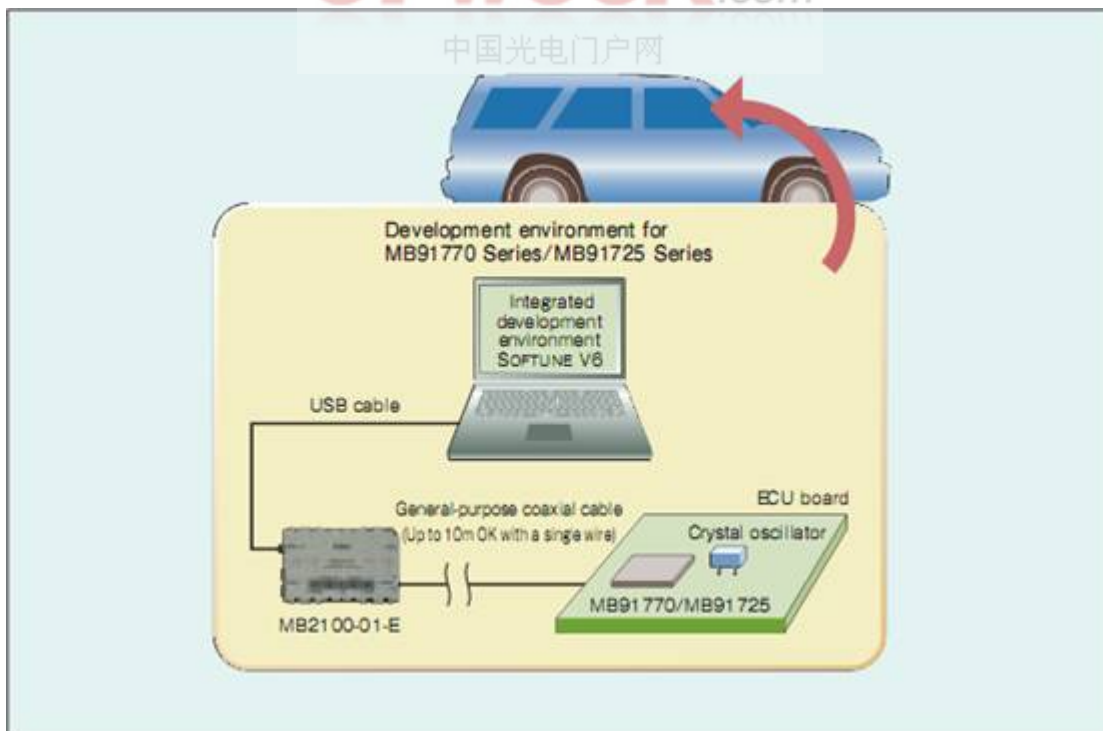 .com
中国光电门户网
Development environment for
MB91770 Series/MB91725 Series
Integrated
development
environment
SOFTUNE V6
USB cable
General-purpose coaxial cable
(Up to 10m OK with a single wire)
ECU board
Crystal oscillator
MB91770/MB91725
MB2100-01-E